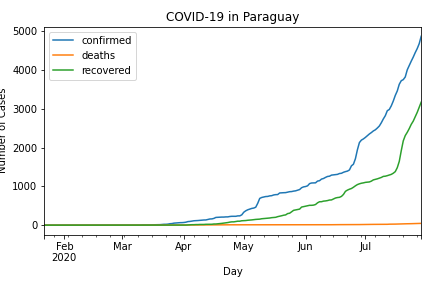 COVID-19 in Paraguay
confirmed
deaths
recovered
5000
4000
3000
2000
1000
0
Number of Cases
Feb
2020
Mar
Apr
May
Jun
Jul
Day